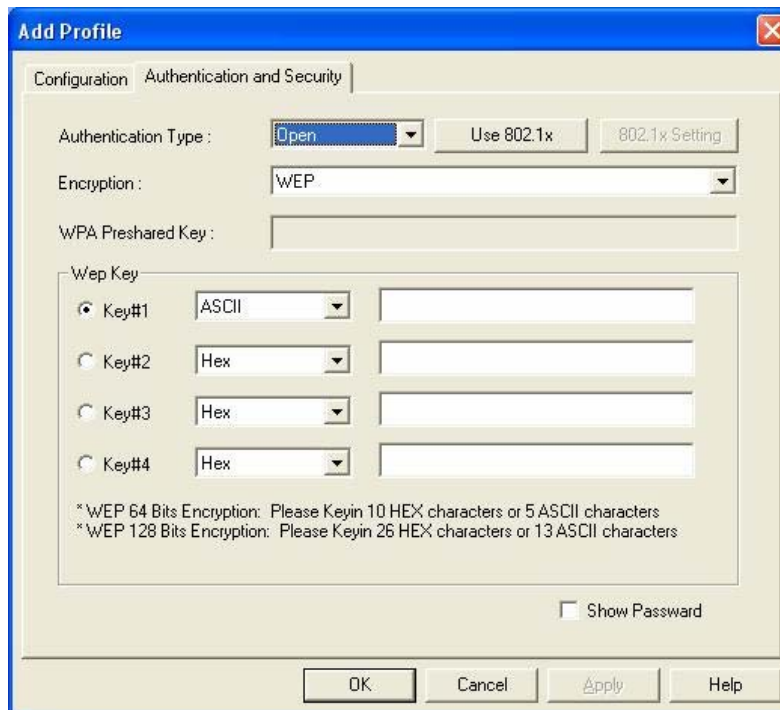 Add Profile
Configuration Authentication and Security
Authentication Type : Open Use 802.1x 802.1x Setting
Encryption : WEP
WPA Preshared Key :
Wep Key
Key#1 ASCII
Key#2 Hex
Key#3 Hex
Key#4 Hex
* WEP 64 Bits Encryption: Please Keyin 10 HEX characters or 5 ASCII characters
* WEP 128 Bits Encryption: Please Keyin 26 HEX characters or 13 ASCII characters
Show Passward
OK Cancel Apply Help